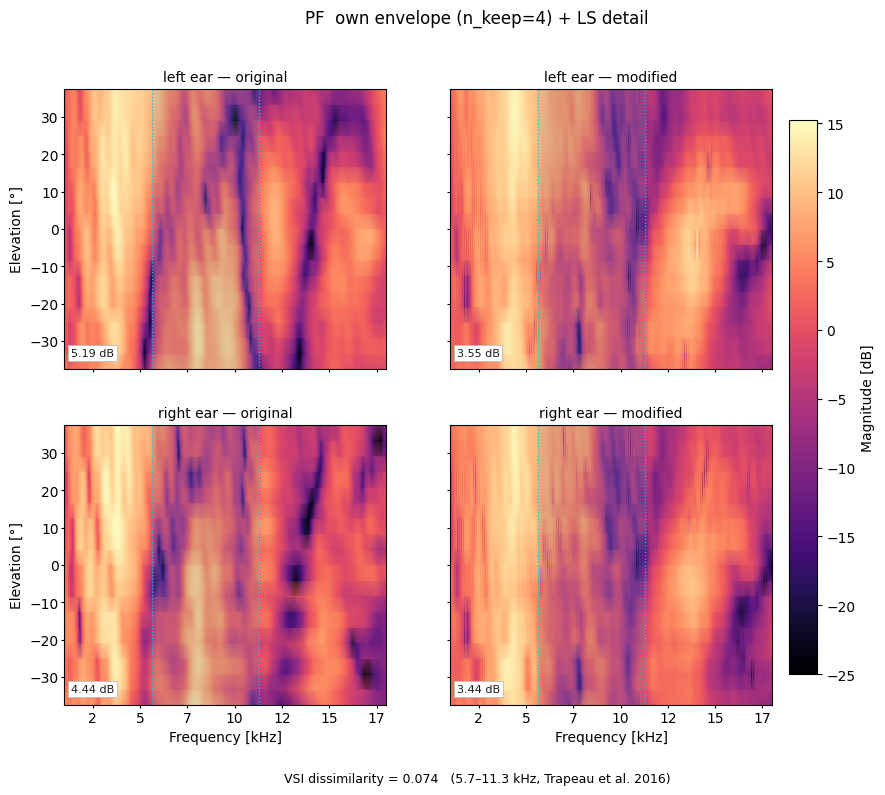 PF  own envelope (n_keep=4) + LS detail
left ear — original
left ear — modified
Elevation [°]
30
20
10
0
−10
−20
−30
5.19 dB
3.55 dB
15
10
5
0
−5
−10
−15
−20
−25
Magnitude [dB]
right ear — original
right ear — modified
Elevation [°]
30
20
10
0
−10
−20
−30
4.44 dB
3.44 dB
2 5 7 10 12 15 17
2 5 7 10 12 15 17
Frequency [kHz]
Frequency [kHz]
VSI dissimilarity = 0.074   (5.7–11.3 kHz, Trapeau et al. 2016)